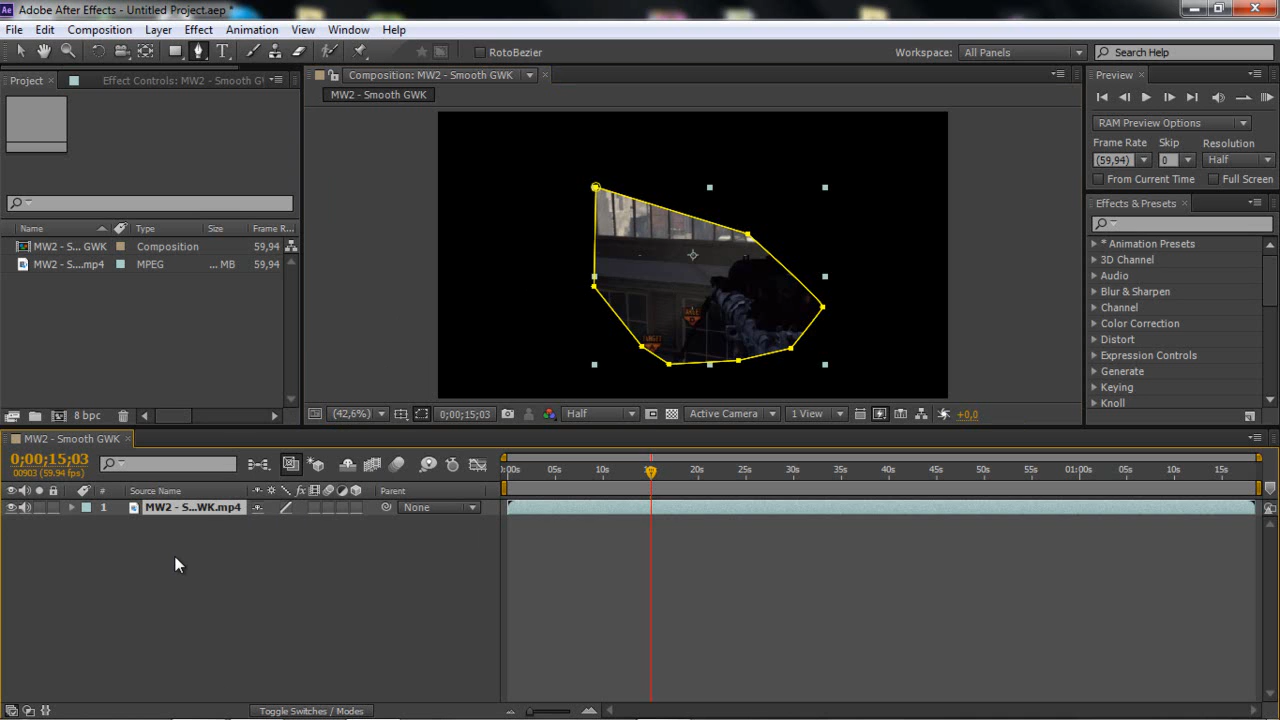 Ae Adobe After Effects - Untitled Project.aep *
File Edit Composition Layer Effect Animation View Window Help
RotoBezier Workspace: All Panels Search Help
Project Effect Controls: MW2 - Smooth GV Composition: MW2 - Smooth GWK Preview
MW2 - Smooth GWK
RAM Preview Options
Frame Rate Skip Resolution
(59,94) 0 Half
From Current Time Full Screen
Effects & Presets
Name Type Size Frame R
MW2 - S... GWK Composition 59,94
MW2 - S....mp4 MPEG ... MB 59,94
* Animation Presets
3D Channel
Audio
Blur & Sharpen
Channel
Color Correction
Distort
Expression Controls
Generate
Keying
Knoll
8 bpc
(42,6%) 0;00;15;03 Half Active Camera 1 View +0,0
MW2 - Smooth GWK
0;00;15;03
00903 (59.94 fps)
0:00s 05s 10s 15s 20s 25s 30s 35s 40s 45s 50s 55s 01:00s 05s 10s 15s
# Source Name fx Parent
1 MW2 - S...WK.mp4 None
Toggle Switches / Modes